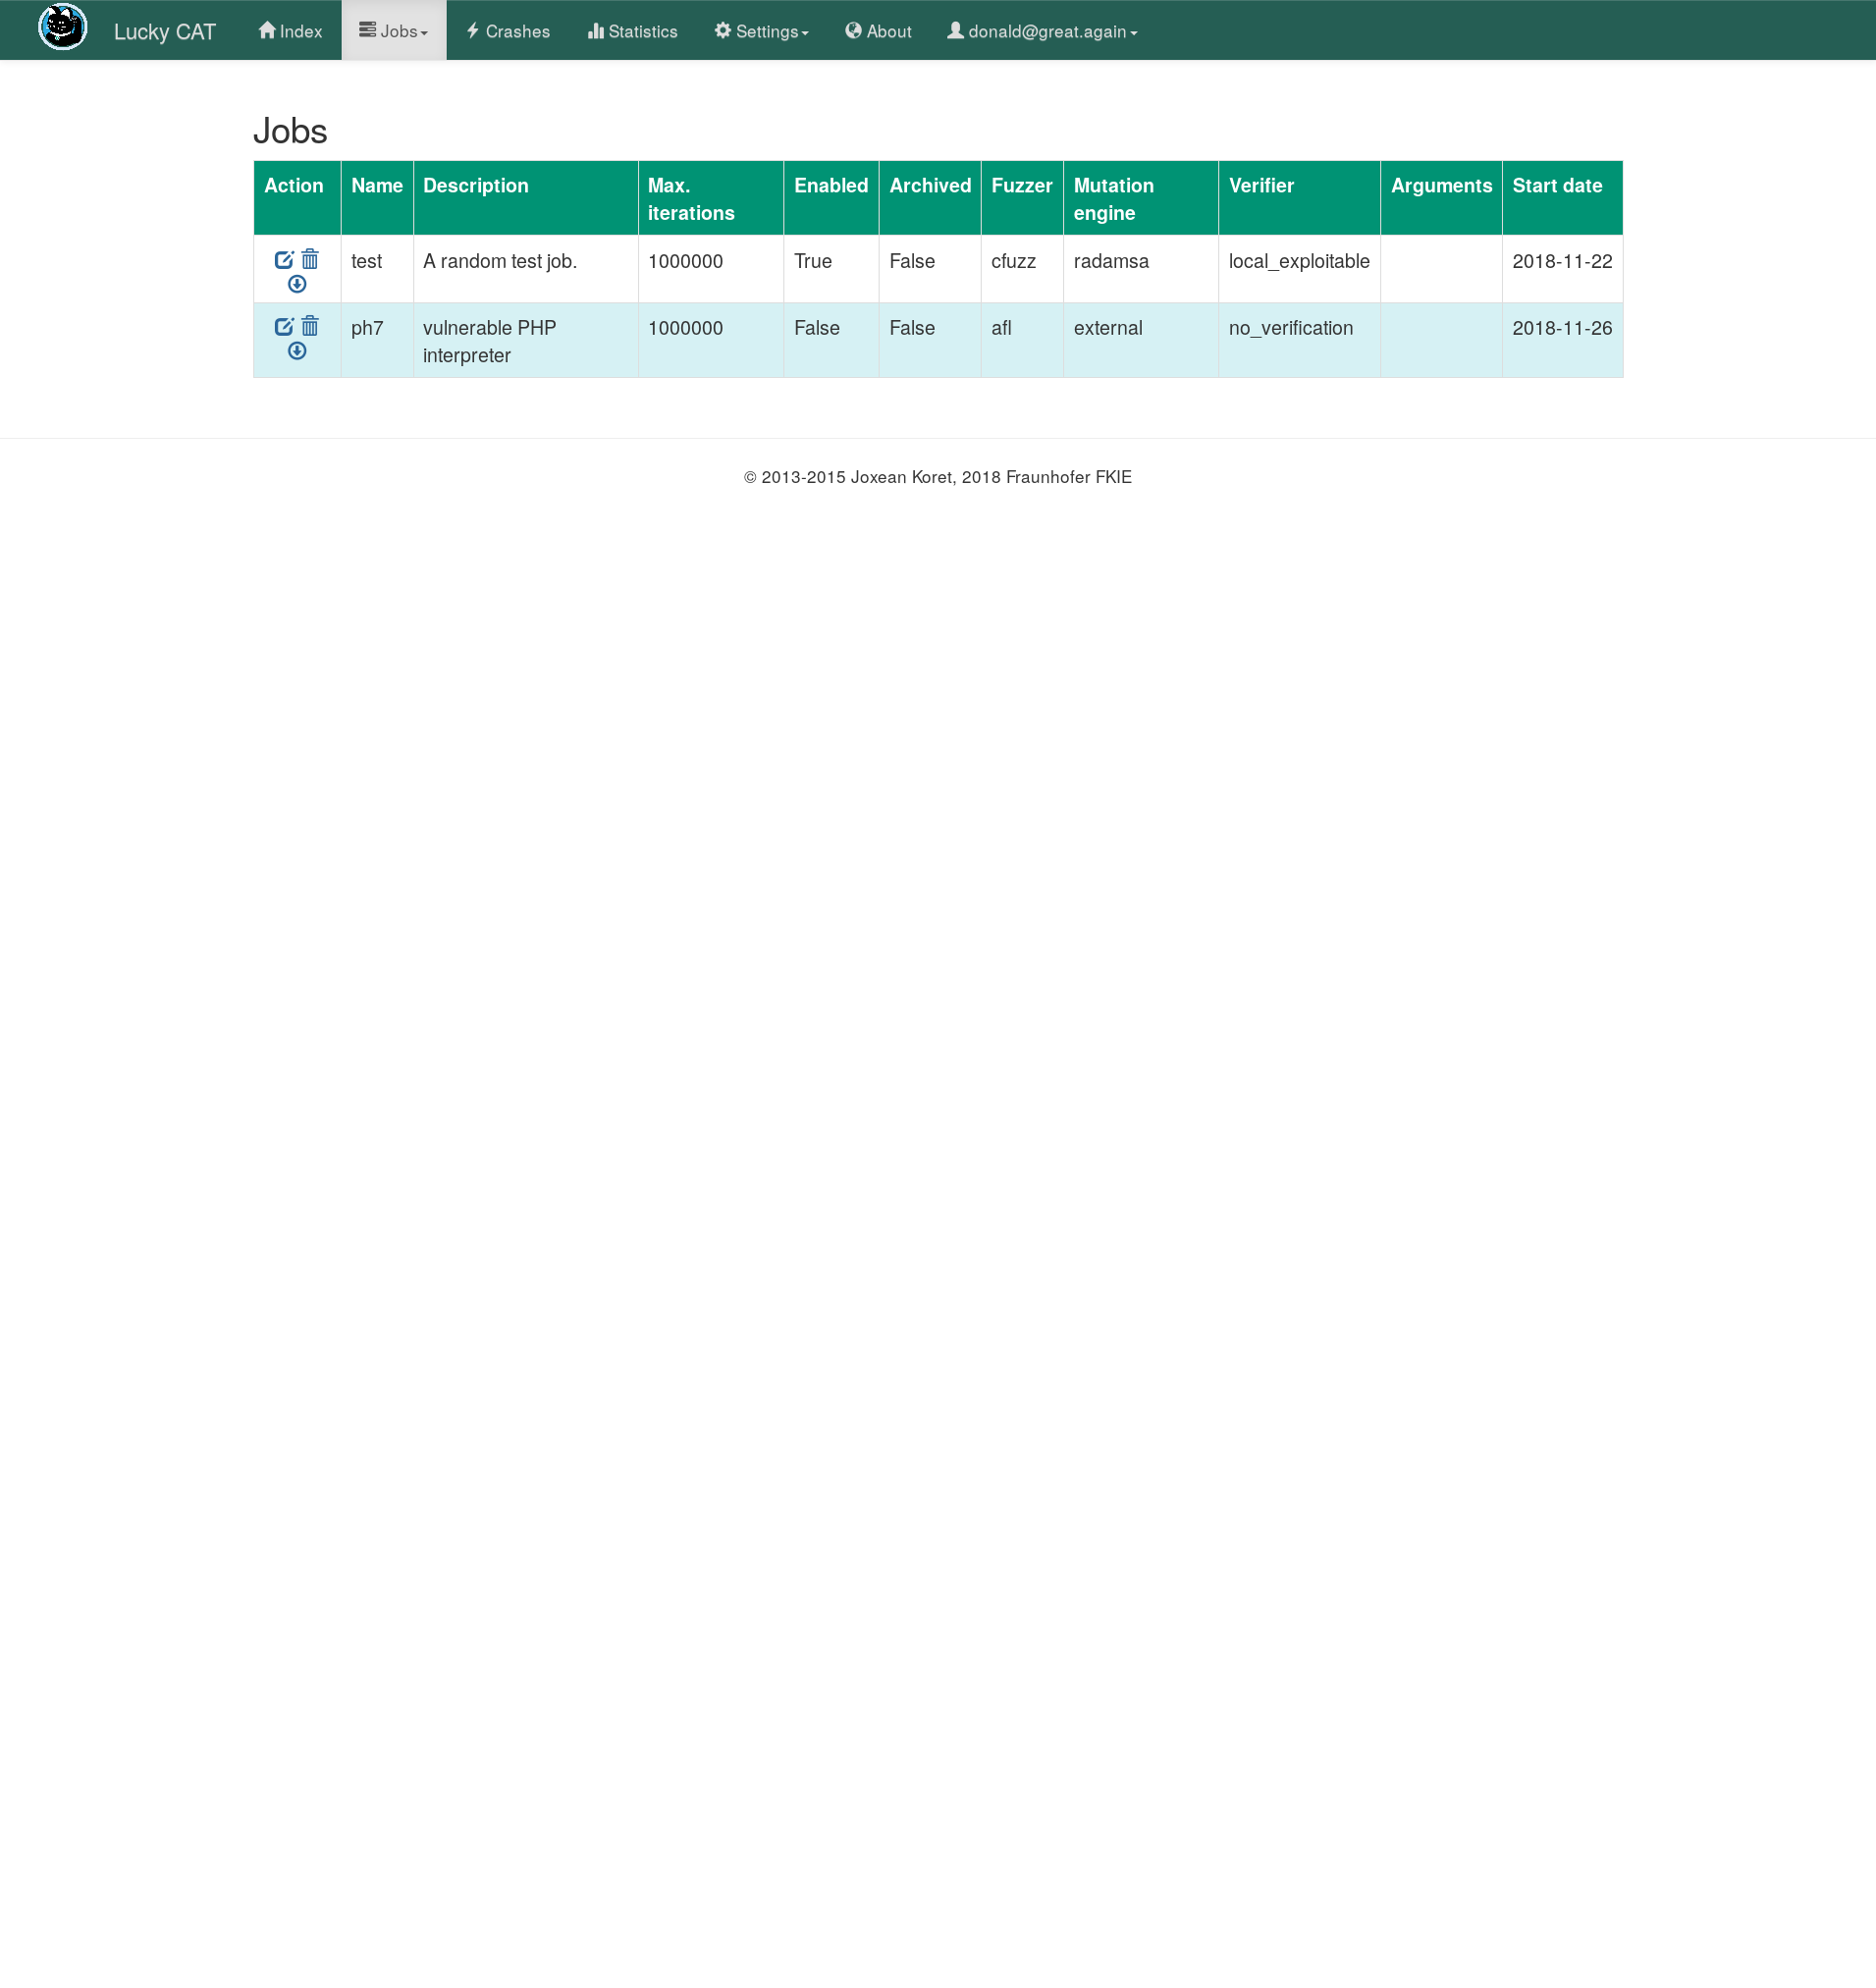 Lucky CAT Index Jobs Crashes Statistics Settings About donald@great.again
Jobs
Action Name Description Max. iterations Enabled Archived Fuzzer Mutation engine Verifier Arguments Start date
test A random test job. 1000000 True False cfuzz radamsa local_exploitable 2018-11-22
ph7 vulnerable PHP interpreter 1000000 False False afl external no_verification 2018-11-26
© 2013-2015 Joxean Koret, 2018 Fraunhofer FKIE